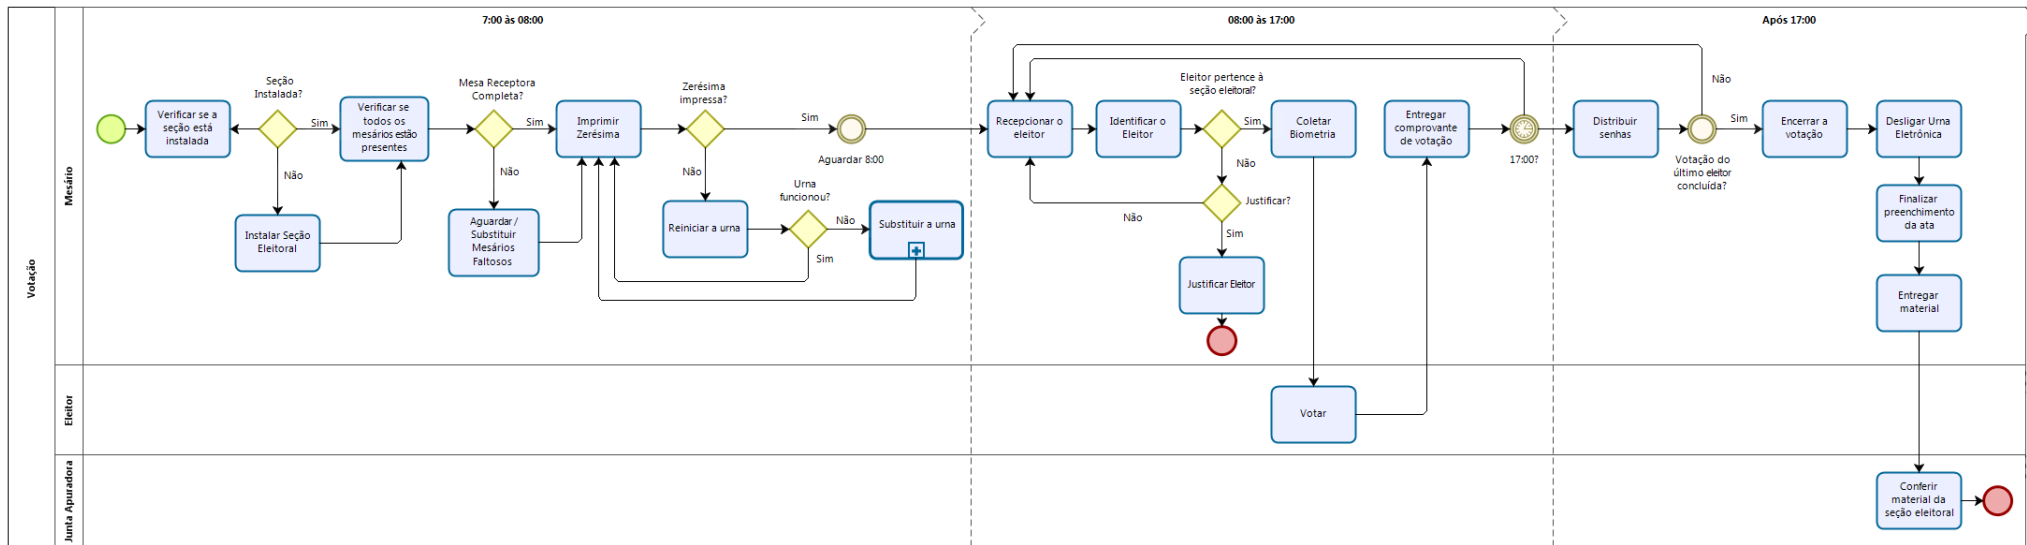 7:00 às 08:00
08:00 às 17:00
Após 17:00
Votação
Mesário
Eleitor
Junta Apuradora
Verificar se a
seção está
instalada
Seção
Instalada?
Sim
Não
Instalar Seção
Eleitoral
Verificar se
todos os
mesários estão
presentes
Mesa Receptora
Completa?
Sim
Não
Aguardar /
Substituir
Mesários
Faltosos
Imprimir
Zerésima
Zerésima
impressa?
Sim
Não
Aguardar 8:00
Reiniciar a urna
Urna
funcionou?
Não
Sim
Substituir a urna
Recepcionar o
eleitor
Identificar o
Eleitor
Eleitor pertence à
seção eleitoral?
Sim
Não
Justificar?
Não
Sim
Justificar Eleitor
Coletar
Biometria
Votar
Entregar
comprovante
de votação
17:00?
Distribuir
senhas
Não
Sim
Votação do
último eleitor
concluída?
Encerrar a
votação
Desligar Urna
Eletrônica
Finalizar
preenchimento
da ata
Entregar
material
Conferir
material da
seção eleitoral